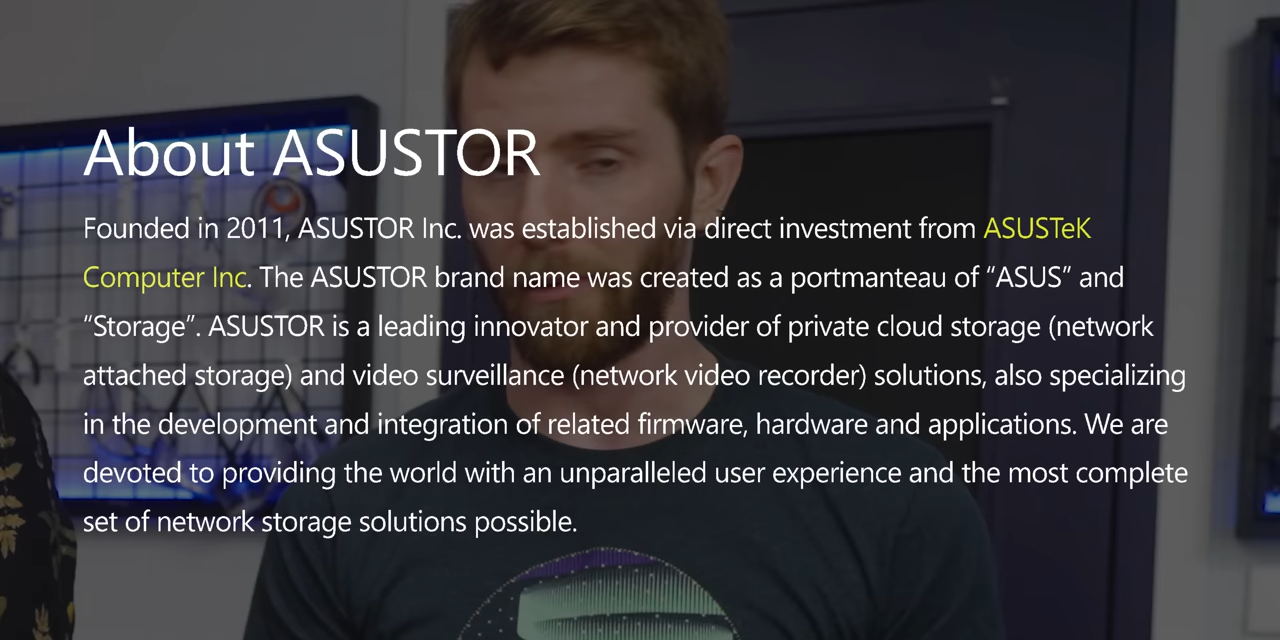 About ASUSTOR
Founded in 2011, ASUSTOR Inc. was established via direct investment from ASUSTeK
Computer Inc. The ASUSTOR brand name was created as a portmanteau of “ASUS” and
“Storage”. ASUSTOR is a leading innovator and provider of private cloud storage (network
attached storage) and video surveillance (network video recorder) solutions, also specializing
in the development and integration of related firmware, hardware and applications. We are
devoted to providing the world with an unparalleled user experience and the most complete
set of network storage solutions possible.